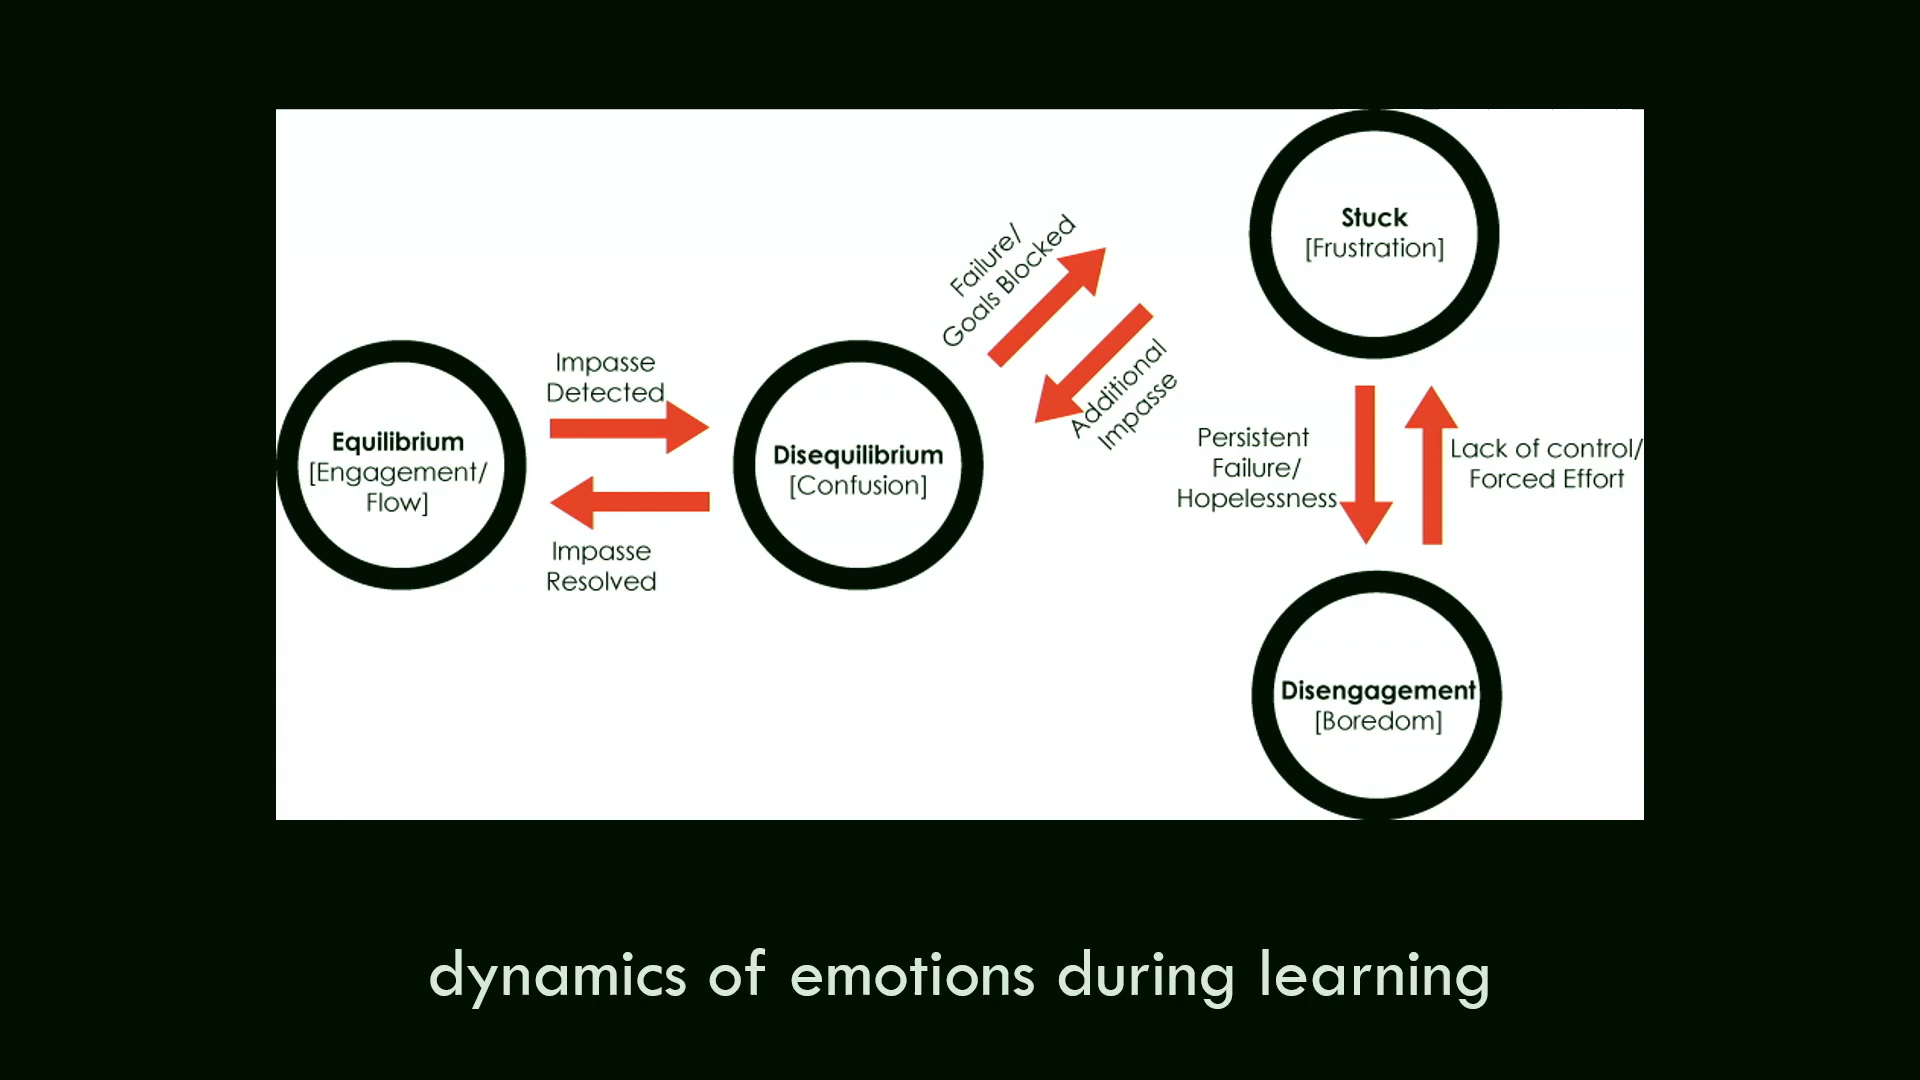 Equilibrium
[Engagement/
Flow]
Impasse
Detected
Impasse
Resolved
Disequilibrium
[Confusion]
Failure/
Goals Blocked
Additional
Impasse
Stuck
[Frustration]
Persistent
Failure/
Hopelessness
Lack of control/
Forced Effort
Disengagement
[Boredom]
dynamics of emotions during learning